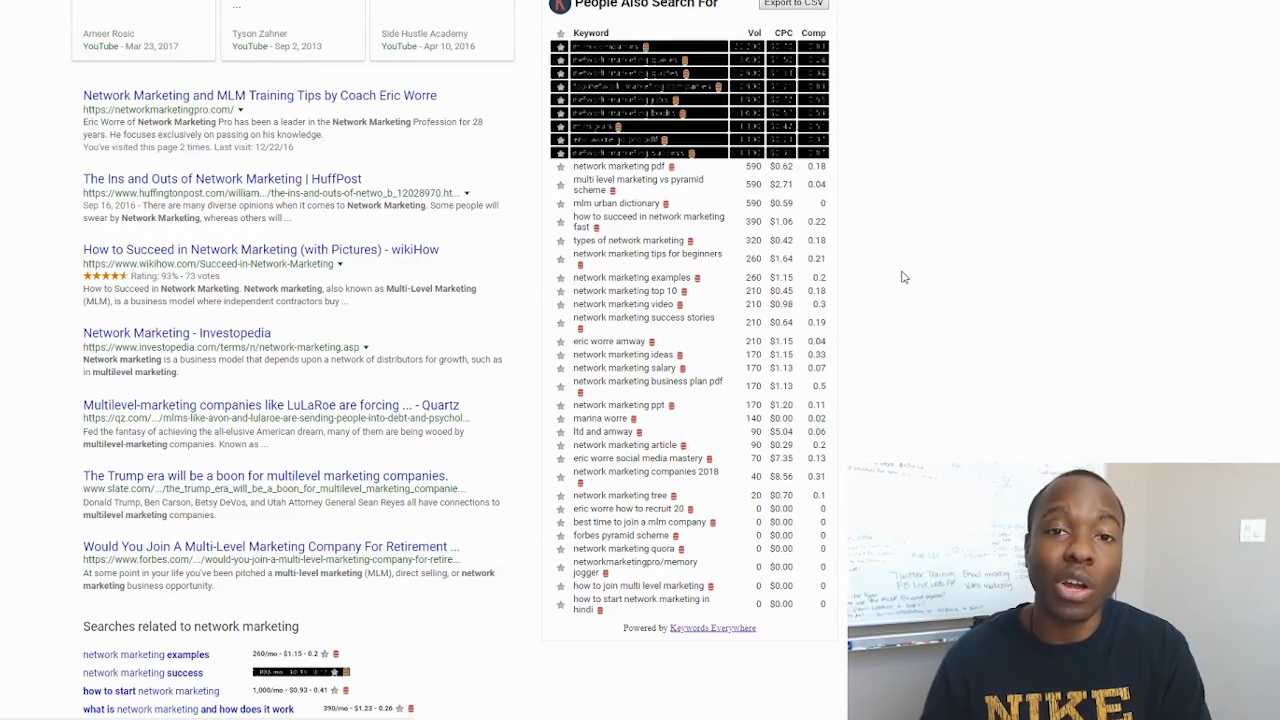 ...
Ameer Rosic
YouTube - Mar 23, 2017
Tyson Zahner
YouTube - Sep 2, 2013
Side Hustle Academy
YouTube - Apr 10, 2016
Network Marketing and MLM Training Tips by Coach Eric Worre
https://networkmarketingpro.com/
Eric Worre of Network Marketing Pro has been a leader in the Network Marketing Profession for 28
years. He focuses exclusively on passing on his knowledge.
You've visited this page 2 times. Last visit: 12/22/16
The Ins and Outs of Network Marketing | HuffPost
https://www.huffingtonpost.com/william.../the-ins-and-outs-of-netwo_b_12028970.ht...
Sep 16, 2016 - There are many diverse opinions when it comes to Network Marketing. Some people will
swear by Network Marketing, whereas others will ...
How to Succeed in Network Marketing (with Pictures) - wikiHow
https://www.wikihow.com/Succeed-in-Network-Marketing
Rating: 93% - 73 votes
How to Succeed in Network Marketing. Network marketing, also known as Multi-Level Marketing
(MLM), is a business model where independent contractors buy ...
Network Marketing - Investopedia
https://www.investopedia.com/terms/n/network-marketing.asp
Network marketing is a business model that depends upon a network of distributors for growth, such as
in multilevel marketing.
Multilevel-marketing companies like LuLaRoe are forcing ... - Quartz
https://qz.com/.../mlms-like-avon-and-lularoe-are-sending-people-into-debt-and-psychol...
Fed the fantasy of achieving the all-elusive American dream, many of them are being wooed by
multilevel-marketing companies. Known as ...
The Trump era will be a boon for multilevel marketing companies.
www.slate.com/.../the_trump_era_will_be_a_boon_for_multilevel_marketing_companie...
Donald Trump, Ben Carson, Betsy DeVos, and Utah Attorney General Sean Reyes all have connections to
multilevel marketing companies.
Would You Join A Multi-Level Marketing Company For Retirement ...
https://www.forbes.com/.../would-you-join-a-multi-level-marketing-company-for-retire...
At some point in your life you've been pitched a multi-level marketing (MLM), direct selling, or network
marketing business opportunity.
Searches related to network marketing
network marketing examples 260/mo - $1.15 - 0.2
network marketing success
how to start network marketing 1,000/mo - $0.93 - 0.41
what is network marketing and how does it work 390/mo - $1.23 - 0.26
People Also Search For Export to CSV
Keyword Vol CPC Comp
mlm companies
network marketing quotes
top network marketing companies
network marketing jobs
network marketing books
eric worre go pro pdf
network marketing success
network marketing pdf 590 $0.62 0.18
multi level marketing vs pyramid
scheme 590 $2.71 0.04
mlm urban dictionary 590 $0.59 0
how to succeed in network marketing
fast 390 $1.06 0.22
types of network marketing 320 $0.42 0.18
network marketing tips for beginners 260 $1.64 0.21
network marketing examples 260 $1.15 0.2
network marketing top 10 210 $0.45 0.18
network marketing video 210 $0.98 0.3
network marketing success stories 210 $0.64 0.19
eric worre amway 210 $1.15 0.04
network marketing ideas 170 $1.15 0.33
network marketing salary 170 $1.13 0.07
network marketing business plan pdf 170 $1.13 0.5
network marketing ppt 170 $1.20 0.11
marina worre 140 $0.00 0.02
ltd and amway 90 $5.04 0.06
network marketing article 90 $0.29 0.2
eric worre social media mastery 70 $7.35 0.13
network marketing companies 2018 40 $8.56 0.31
network marketing tree 20 $0.70 0.1
eric worre how to recruit 20 0 $0.00 0
best time to join a mlm company 0 $0.00 0
forbes pyramid scheme 0 $0.00 0
network marketing quora 0 $0.00 0
networkmarketingpro/memory
jogger 0 $0.00 0
how to join multi level marketing 0 $0.00 0
how to start network marketing in
hindi 0 $0.00 0
Powered by Keywords Everywhere
Twitter Training Email marketing
Video marketing
NIKE